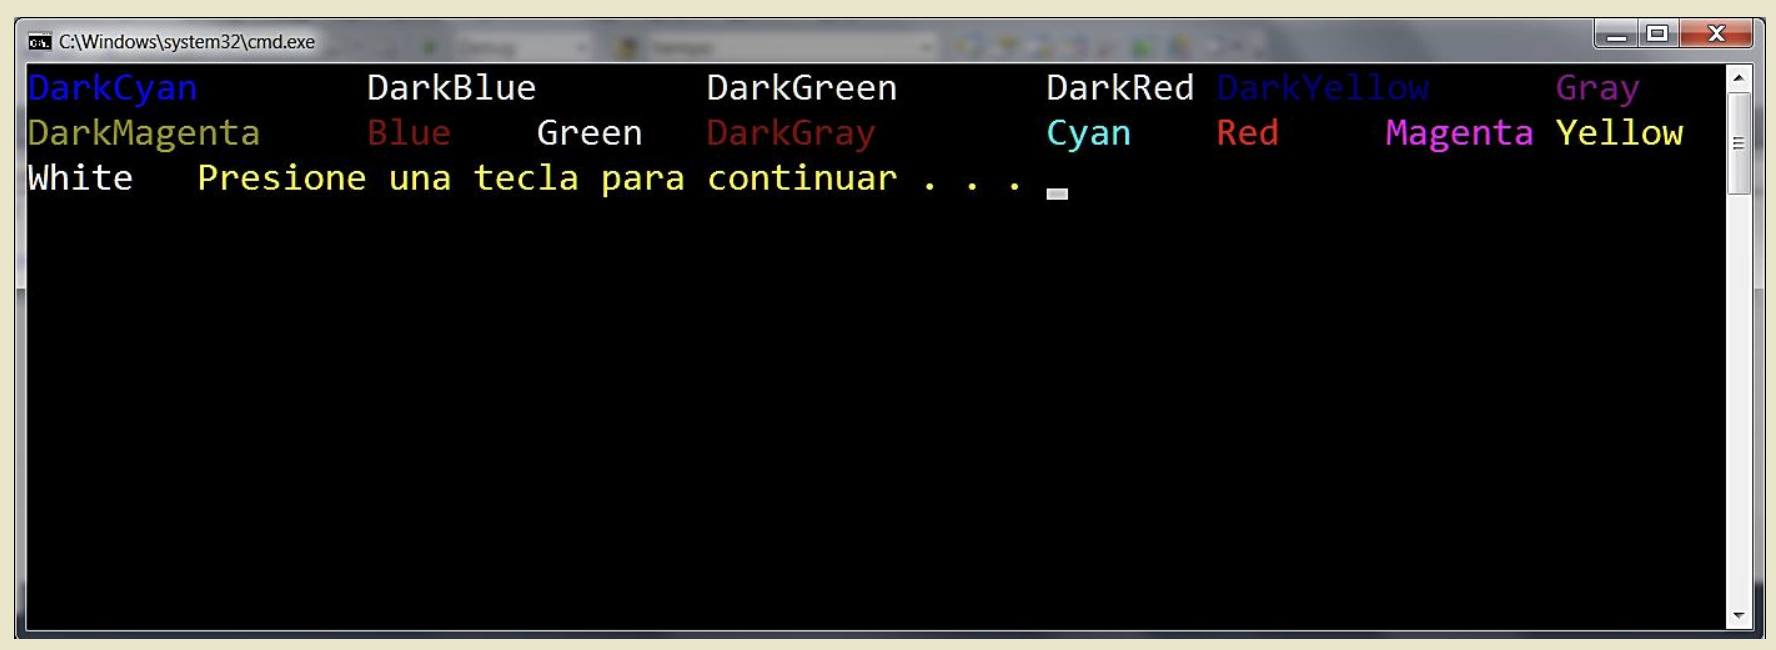 C:\Windows\system32\cmd.exe
DarkCyan DarkBlue DarkGreen DarkRed DarkYellow Gray
DarkMagenta Blue Green DarkGray Cyan Red Magenta Yellow
White Presione una tecla para continuar . . .